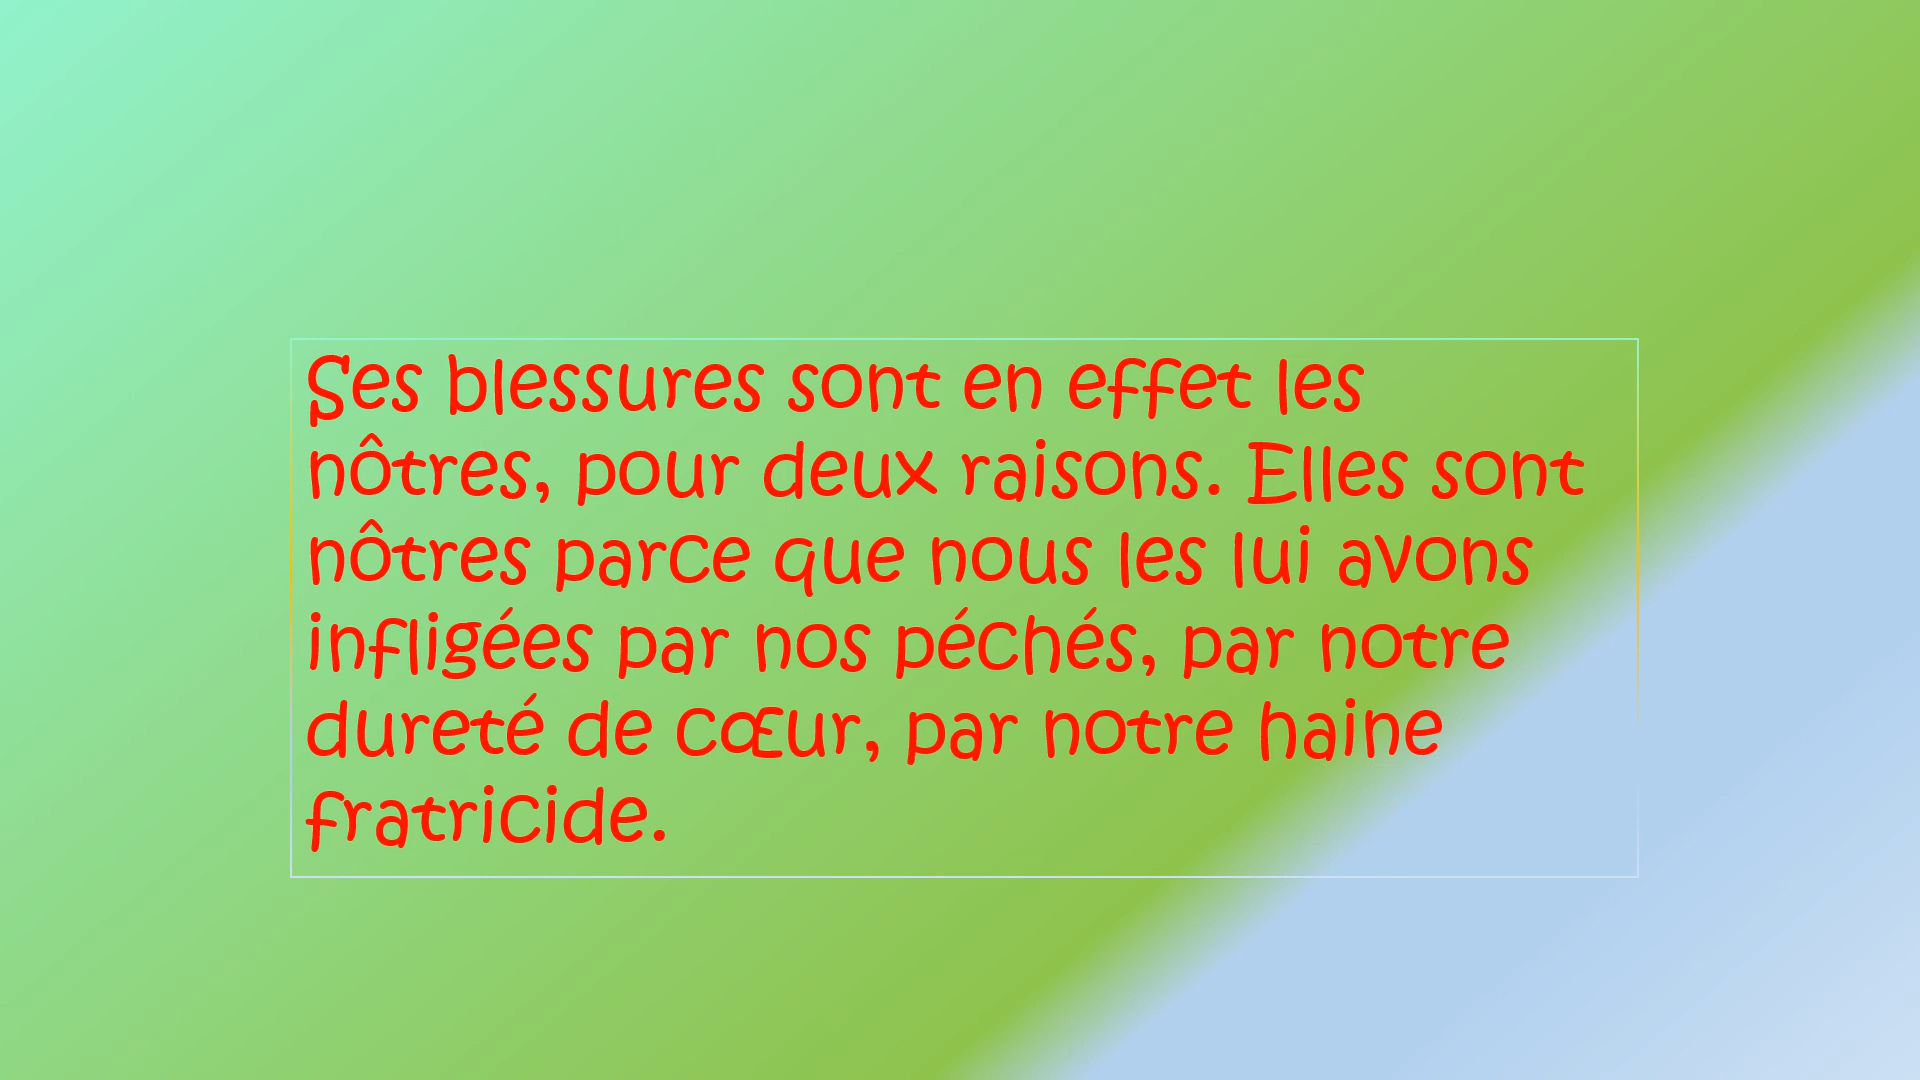 Ses blessures sont en effet les
nôtres, pour deux raisons. Elles sont
nôtres parce que nous les lui avons
infligées par nos péchés, par notre
dureté de cœur, par notre haine
fratricide.